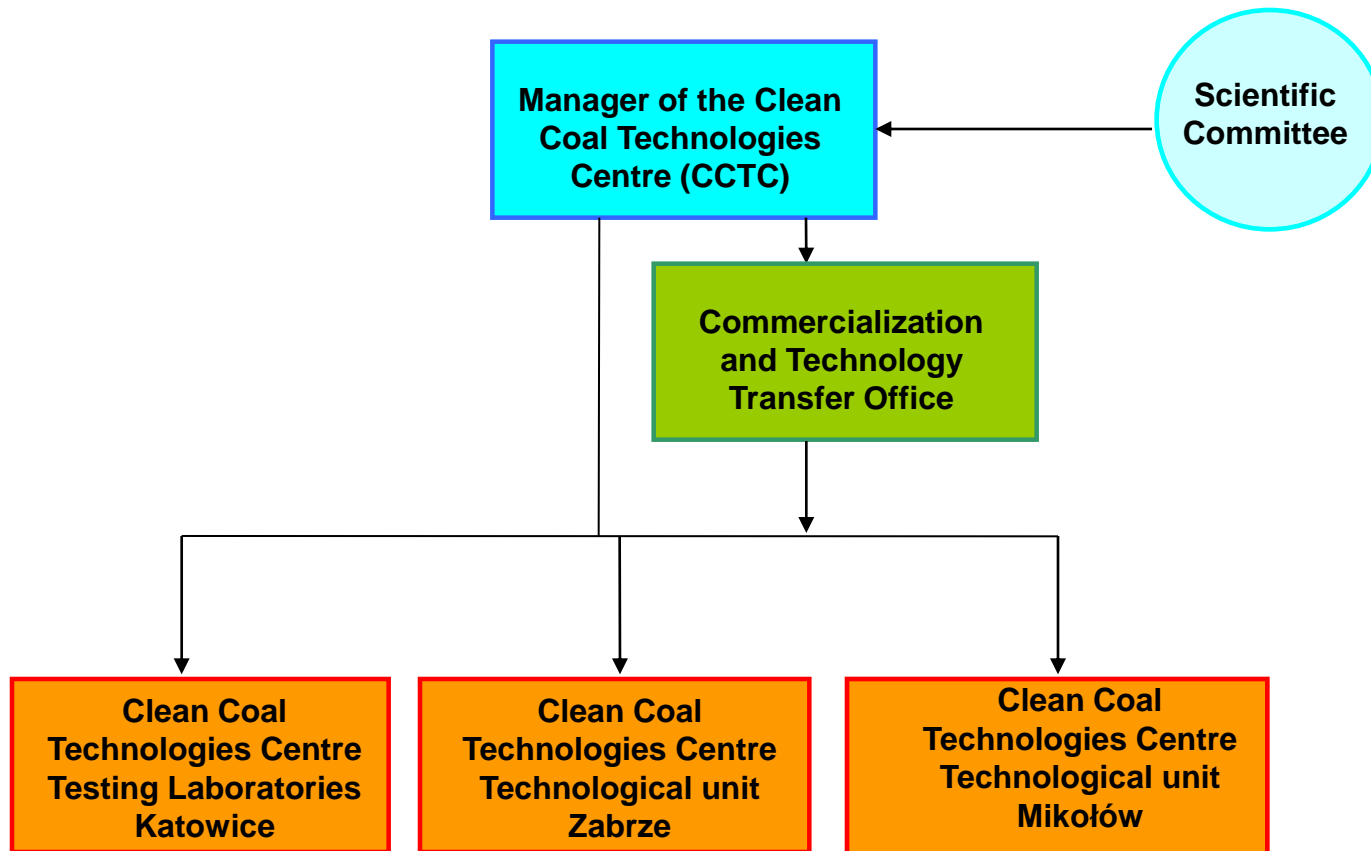 Manager of the Clean
Coal Technologies
Centre (CCTC)
Scientific
Committee
Commercialization
and Technology
Transfer Office
Clean Coal
Technologies Centre
Testing Laboratories
Katowice
Clean Coal
Technologies Centre
Technological unit
Zabrze
Clean Coal
Technologies Centre
Technological unit
Mikołów